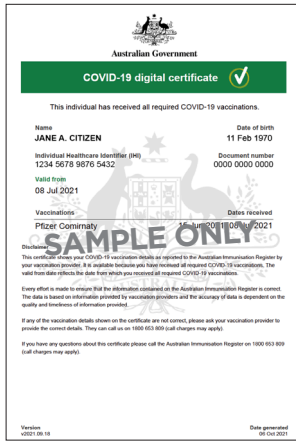 Australian Government
COVID-19 digital certificate
This individual has received all required COVID-19 vaccinations.
Name Date of birth
JANE A. CITIZEN 11 Feb 1970
Individual Healthcare Identifier (IHI) Document number
1234 5678 9876 5432 0000 0000 0000
Valid from
08 Jul 2021
Vaccinations Dates received
Pfizer Comirnaty 2021
SAMPLE ONLY
Disclaimer
This certificate shows your COVID-19 vaccination details as reported to the Australian Immunisation Register by
your vaccination provider. It is available because you have received all required COVID-19 vaccinations. The
valid from date reflects the date from which you received all required COVID-19 vaccinations.
Every effort is made to ensure that the information contained on the Australian Immunisation Register is correct.
The data is based on information provided by vaccination providers and the accuracy of data is dependent on the
quality and timeliness of information provided.
If any of the vaccination details shown on the certificate are not correct, please ask your vaccination provider to
provide the correct details. They can call us on 1800 653 809 (call charges may apply).
If you have any questions about this certificate please call the Australian Immunisation Register on 1800 653 809
(call charges may apply).
Version Date generated
v2021.09.18 06 Oct 2021